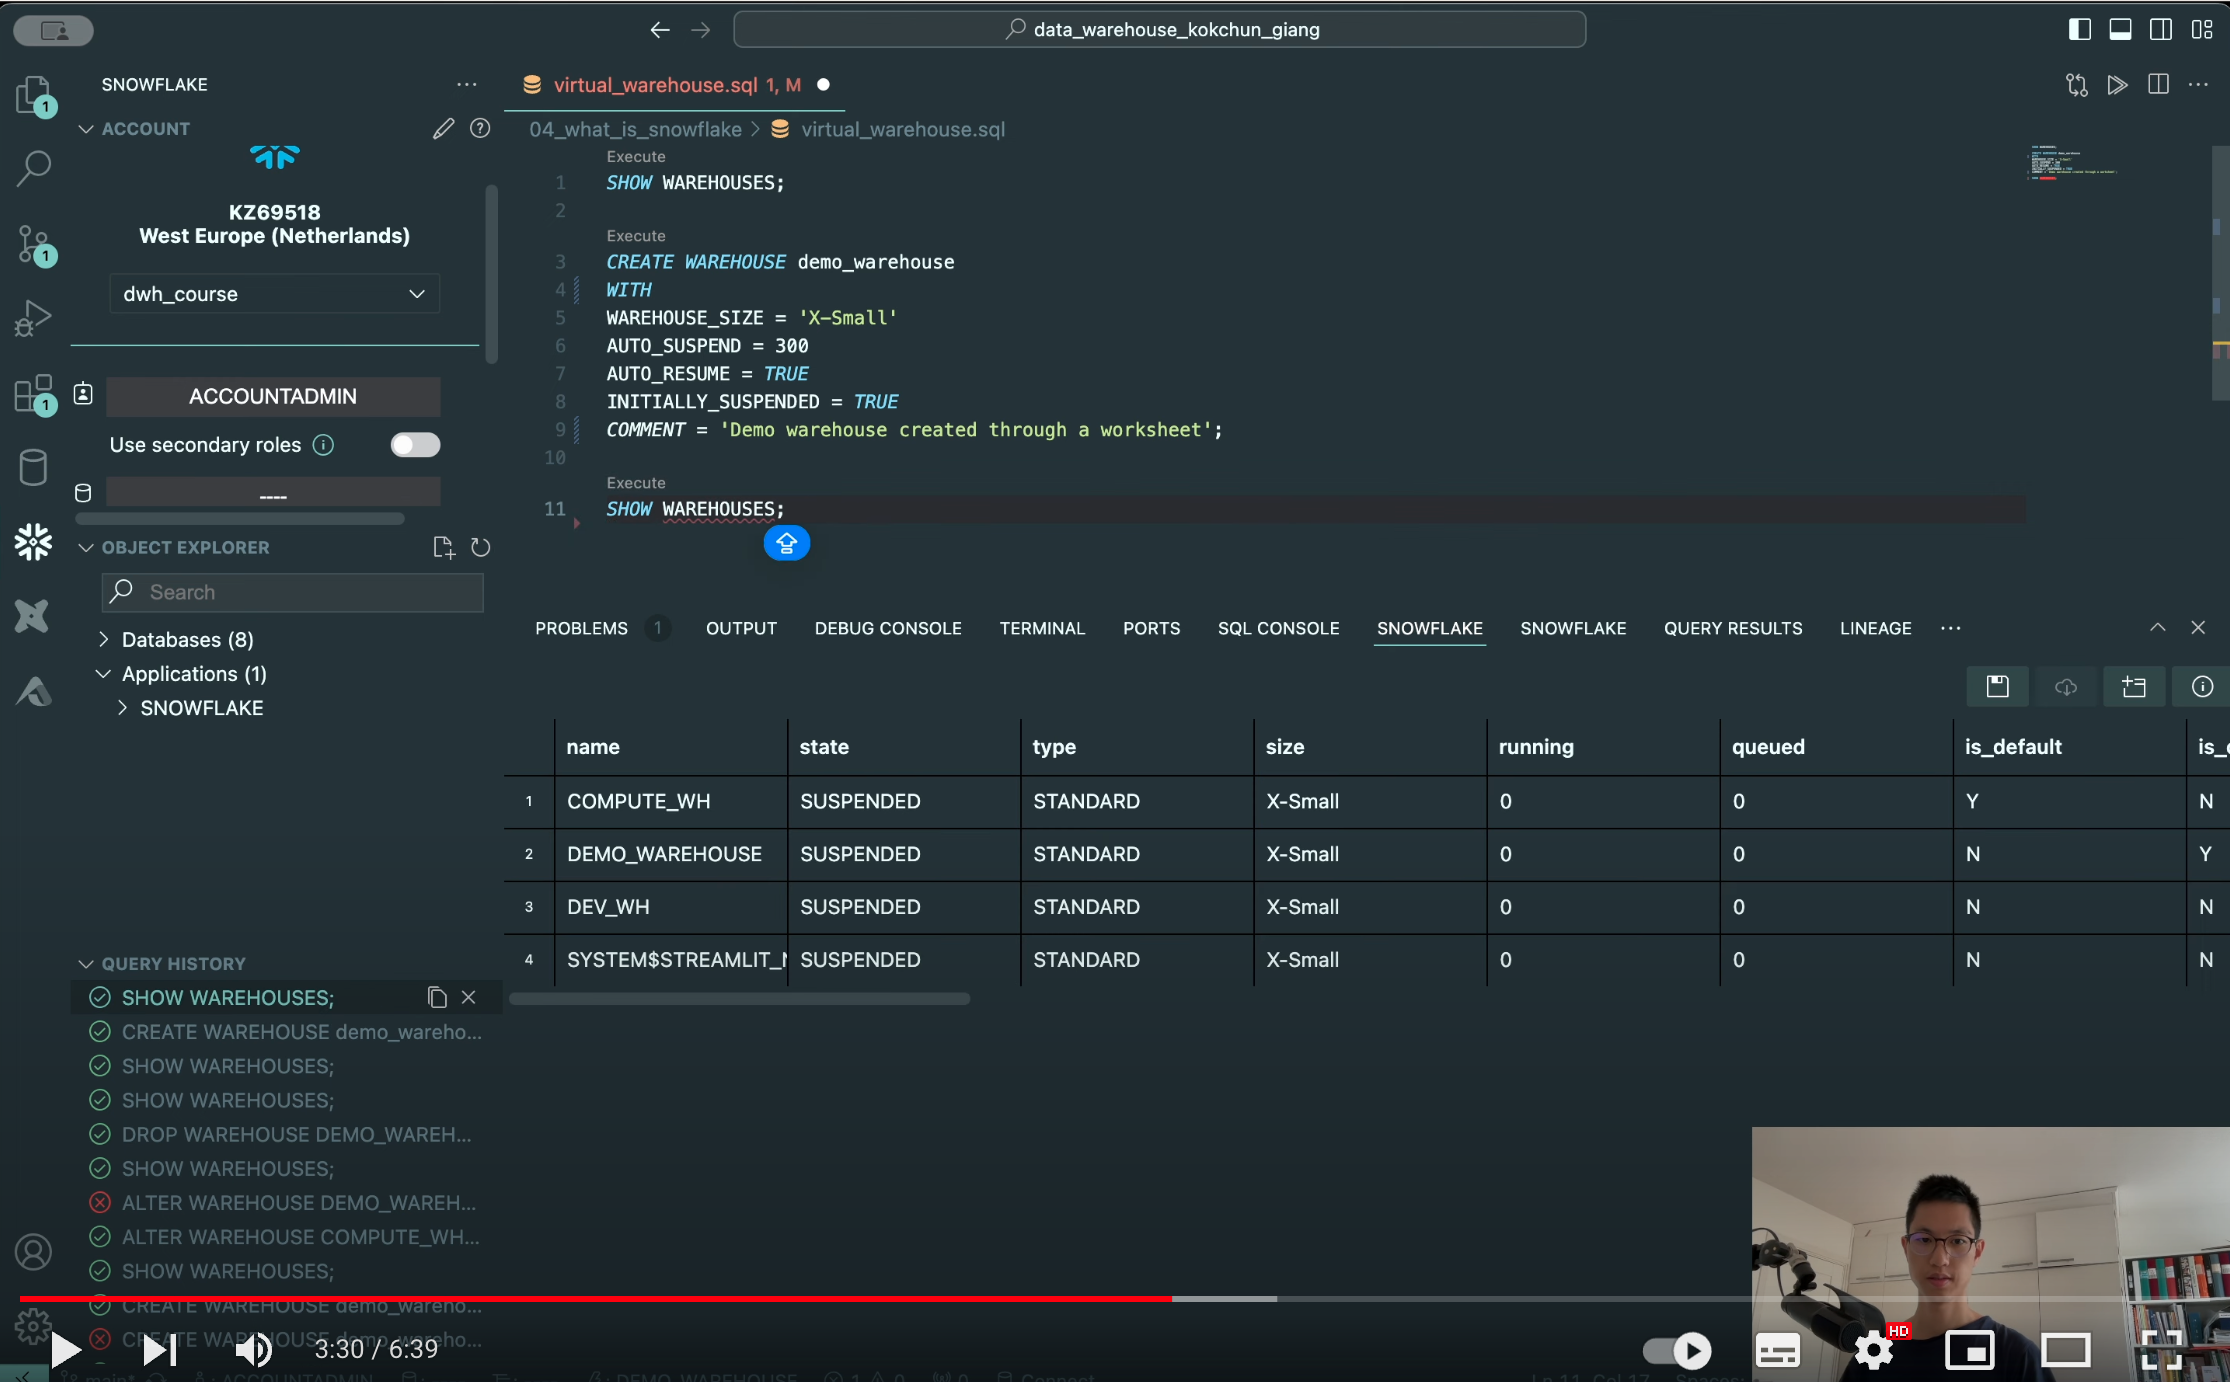 data_warehouse_kokchun_giang
SNOWFLAKE
virtual_warehouse.sql 1, M
1
ACCOUNT
04_what_is_snowflake > virtual_warehouse.sql
KZ69518
West Europe (Netherlands)
1
dwh_course
ACCOUNTADMIN
1
Use secondary roles
----
Execute
1 SHOW WAREHOUSES;
2
Execute
3 CREATE WAREHOUSE demo_warehouse
4 WITH
5 WAREHOUSE_SIZE = 'X-Small'
6 AUTO_SUSPEND = 300
7 AUTO_RESUME = TRUE
8 INITIALLY_SUSPENDED = TRUE
9 COMMENT = 'Demo warehouse created through a worksheet';
10
Execute
11 SHOW WAREHOUSES;
OBJECT EXPLORER
Search
Databases (8)
Applications (1)
SNOWFLAKE
PROBLEMS 1 OUTPUT DEBUG CONSOLE TERMINAL PORTS SQL CONSOLE SNOWFLAKE SNOWFLAKE QUERY RESULTS LINEAGE ...
name state type size running queued is_default
1 COMPUTE_WH SUSPENDED STANDARD X-Small 0 0 Y N
2 DEMO_WAREHOUSE SUSPENDED STANDARD X-Small 0 0 N Y
3 DEV_WH SUSPENDED STANDARD X-Small 0 0 N N
4 SYSTEM$STREAMLIT_ SUSPENDED STANDARD X-Small 0 0 N N
QUERY HISTORY
SHOW WAREHOUSES;
CREATE WAREHOUSE demo_wareho...
SHOW WAREHOUSES;
SHOW WAREHOUSES;
DROP WAREHOUSE DEMO_WAREH...
SHOW WAREHOUSES;
ALTER WAREHOUSE DEMO_WAREH...
ALTER WAREHOUSE COMPUTE_WH...
SHOW WAREHOUSES;
CREATE WAREHOUSE demo_wareho...
CREATE WAREHOUSE demo_wareho...
3:30 / 6:39
HD